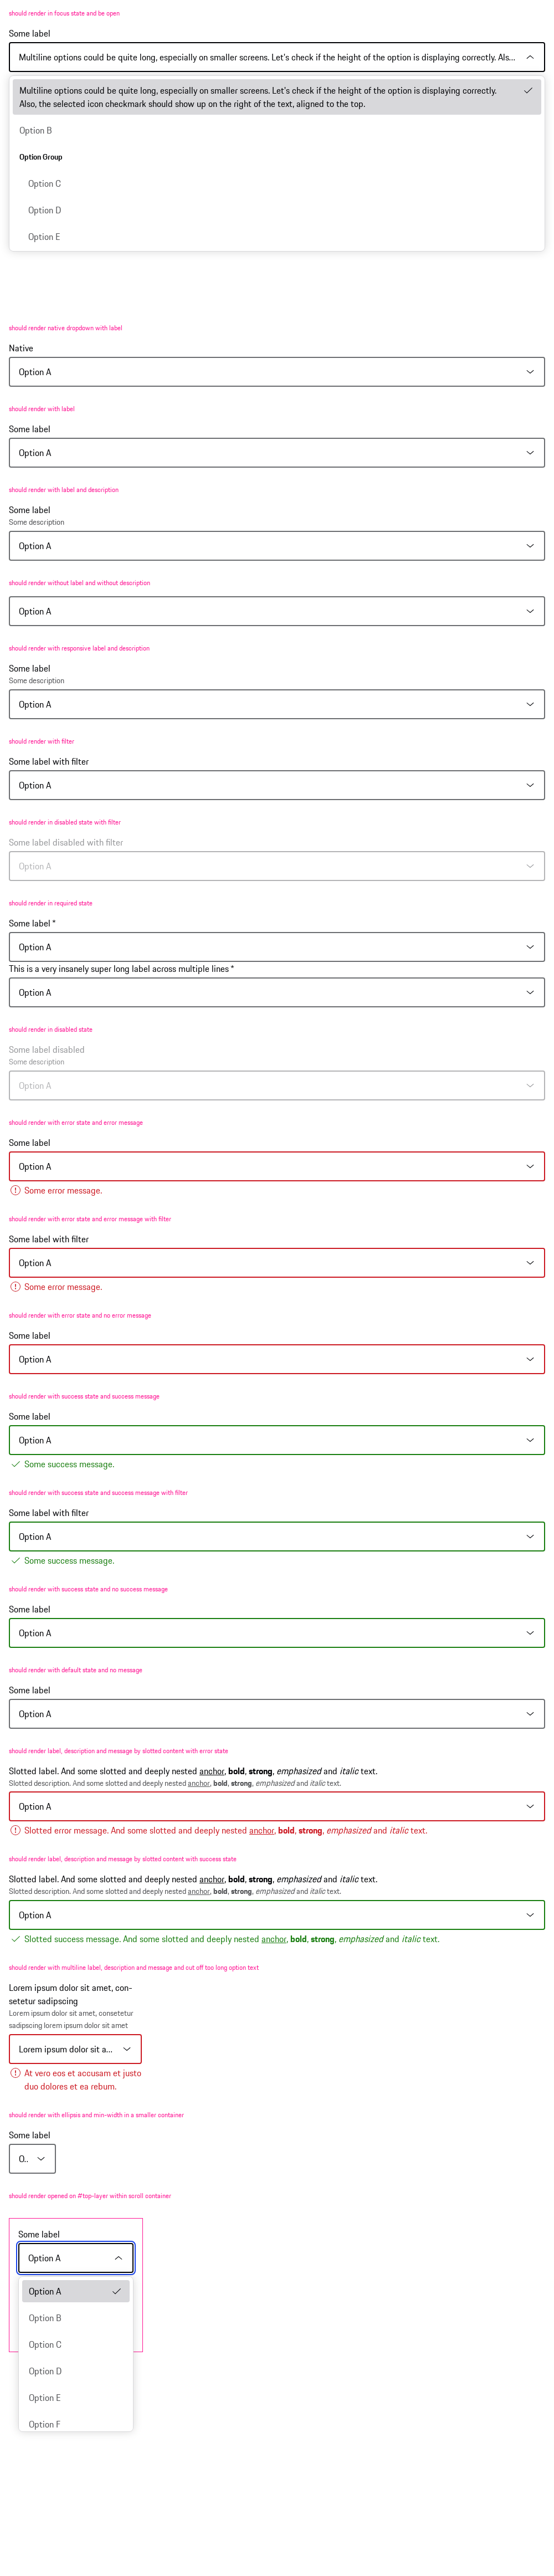 should render in focus state and be open
Some label
Multiline options could be quite long, especially on smaller screens. Let's check if the height of the option is displaying correctly. Als...
Multiline options could be quite long, especially on smaller screens. Let's check if the height of the option is displaying correctly.
Also, the selected icon checkmark should show up on the right of the text, aligned to the top.
Option B
Option Group
Option C
Option D
Option E
should render native dropdown with label
Native
Option A
should render with label
Some label
Option A
should render with label and description
Some label
Some description
Option A
should render without label and without description
Option A
should render with responsive label and description
Some label
Some description
Option A
should render with filter
Some label with filter
Option A
should render in disabled state with filter
Some label disabled with filter
Option A
should render in required state
Some label *
Option A
This is a very insanely super long label across multiple lines *
Option A
should render in disabled state
Some label disabled
Some description
Option A
should render with error state and error message
Some label
Option A
Some error message.
should render with error state and error message with filter
Some label with filter
Option A
Some error message.
should render with error state and no error message
Some label
Option A
should render with success state and success message
Some label
Option A
Some success message.
should render with success state and success message with filter
Some label with filter
Option A
Some success message.
should render with success state and no success message
Some label
Option A
should render with default state and no message
Some label
Option A
should render label, description and message by slotted content with error state
Slotted label. And some slotted and deeply nested anchor, bold, strong, emphasized and italic text.
Slotted description. And some slotted and deeply nested anchor, bold, strong, emphasized and italic text.
Option A
Slotted error message. And some slotted and deeply nested anchor, bold, strong, emphasized and italic text.
should render label, description and message by slotted content with success state
Slotted label. And some slotted and deeply nested anchor, bold, strong, emphasized and italic text.
Slotted description. And some slotted and deeply nested anchor, bold, strong, emphasized and italic text.
Option A
Slotted success message. And some slotted and deeply nested anchor, bold, strong, emphasized and italic text.
should render with multiline label, description and message and cut off too long option text
Lorem ipsum dolor sit amet, con-
setetur sadipscing
Lorem ipsum dolor sit amet, consetetur
sadipscing lorem ipsum dolor sit amet
Lorem ipsum dolor sit a...
At vero eos et accusam et justo
duo dolores et ea rebum.
should render with ellipsis and min-width in a smaller container
Some label
O..
should render opened on #top-layer within scroll container
Some label
Option A
Option A
Option B
Option C
Option D
Option E
Option F